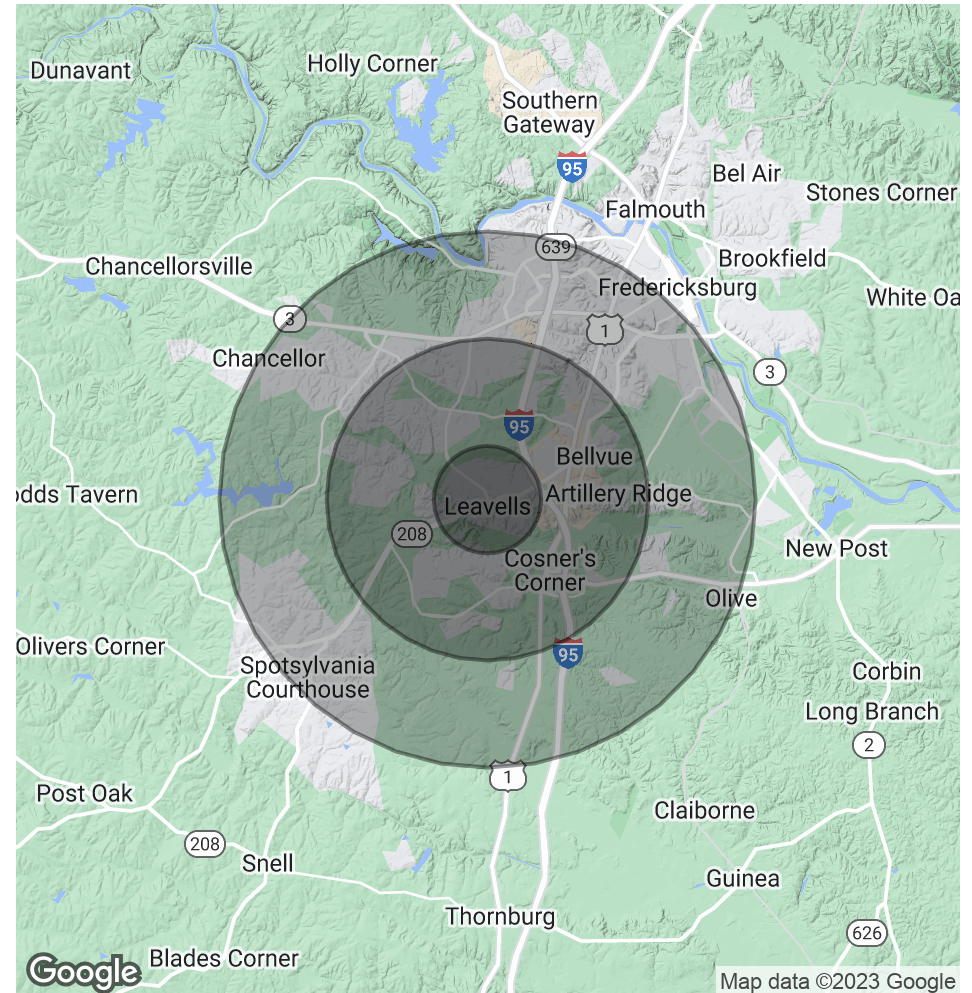 Dunavant
Holly Corner
Southern
Gateway
95
Bel Air
Stones Corner
Falmouth
639
Brookfield
Chancellorsville
Fredericksburg
White Oa
3
1
Chancellor
3
95
Bellvue
odds Tavern
Artillery Ridge
Leavells
208
New Post
Cosner's
Corner
Olive
Olivers Corner
95
Spotsylvania
Courthouse
Corbin
Long Branch
2
1
Post Oak
Claiborne
208
Snell
Guinea
Thornburg
626
Blades Corner
Google
Map data ©2023 Google